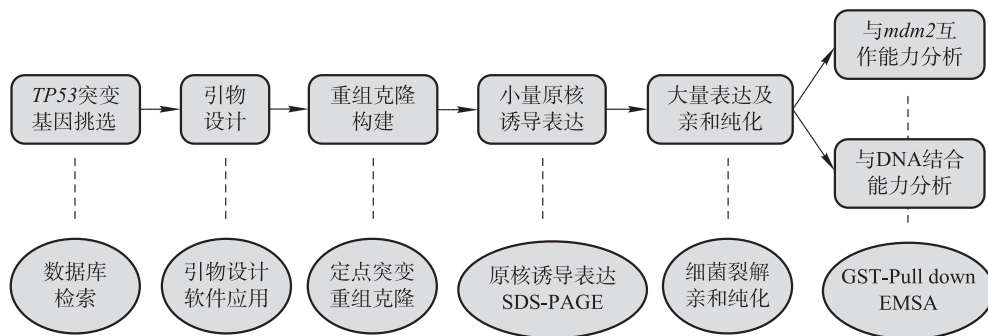 TP53突变
基因挑选
引物
设计
重组克隆
构建
小量原核
诱导表达
大量表达及
亲和纯化
与mdm2互
作能力分析
与DNA结合
能力分析
数据库
检索
引物设计
软件应用
定点突变
重组克隆
原核诱导表达
SDS-PAGE
细菌裂解
亲和纯化
GST-Pull down
EMSA